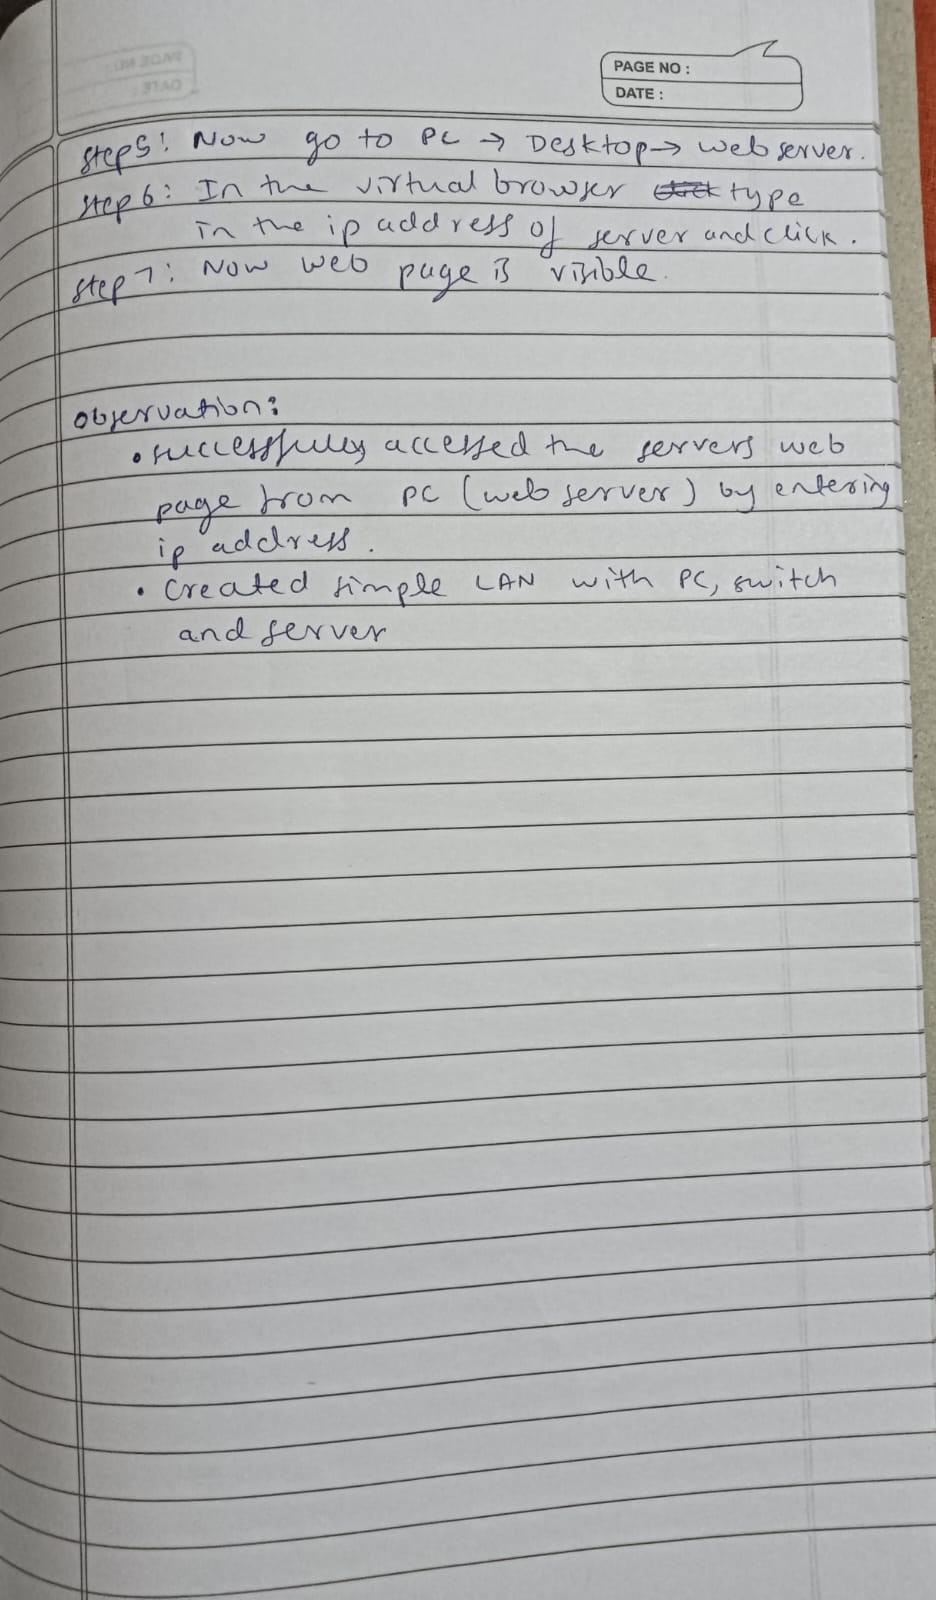 PAGE NO :
DATE :
Step5: Now go to PC → Desktop → web server.
Step 6: In the virtual browser type
in the ip address of server and click.
Step 7: Now web page is visible.
observation:
• successfully accessed the servers web
page from PC (web server) by entering
ip address.
• Created simple LAN with PC, switch
and server